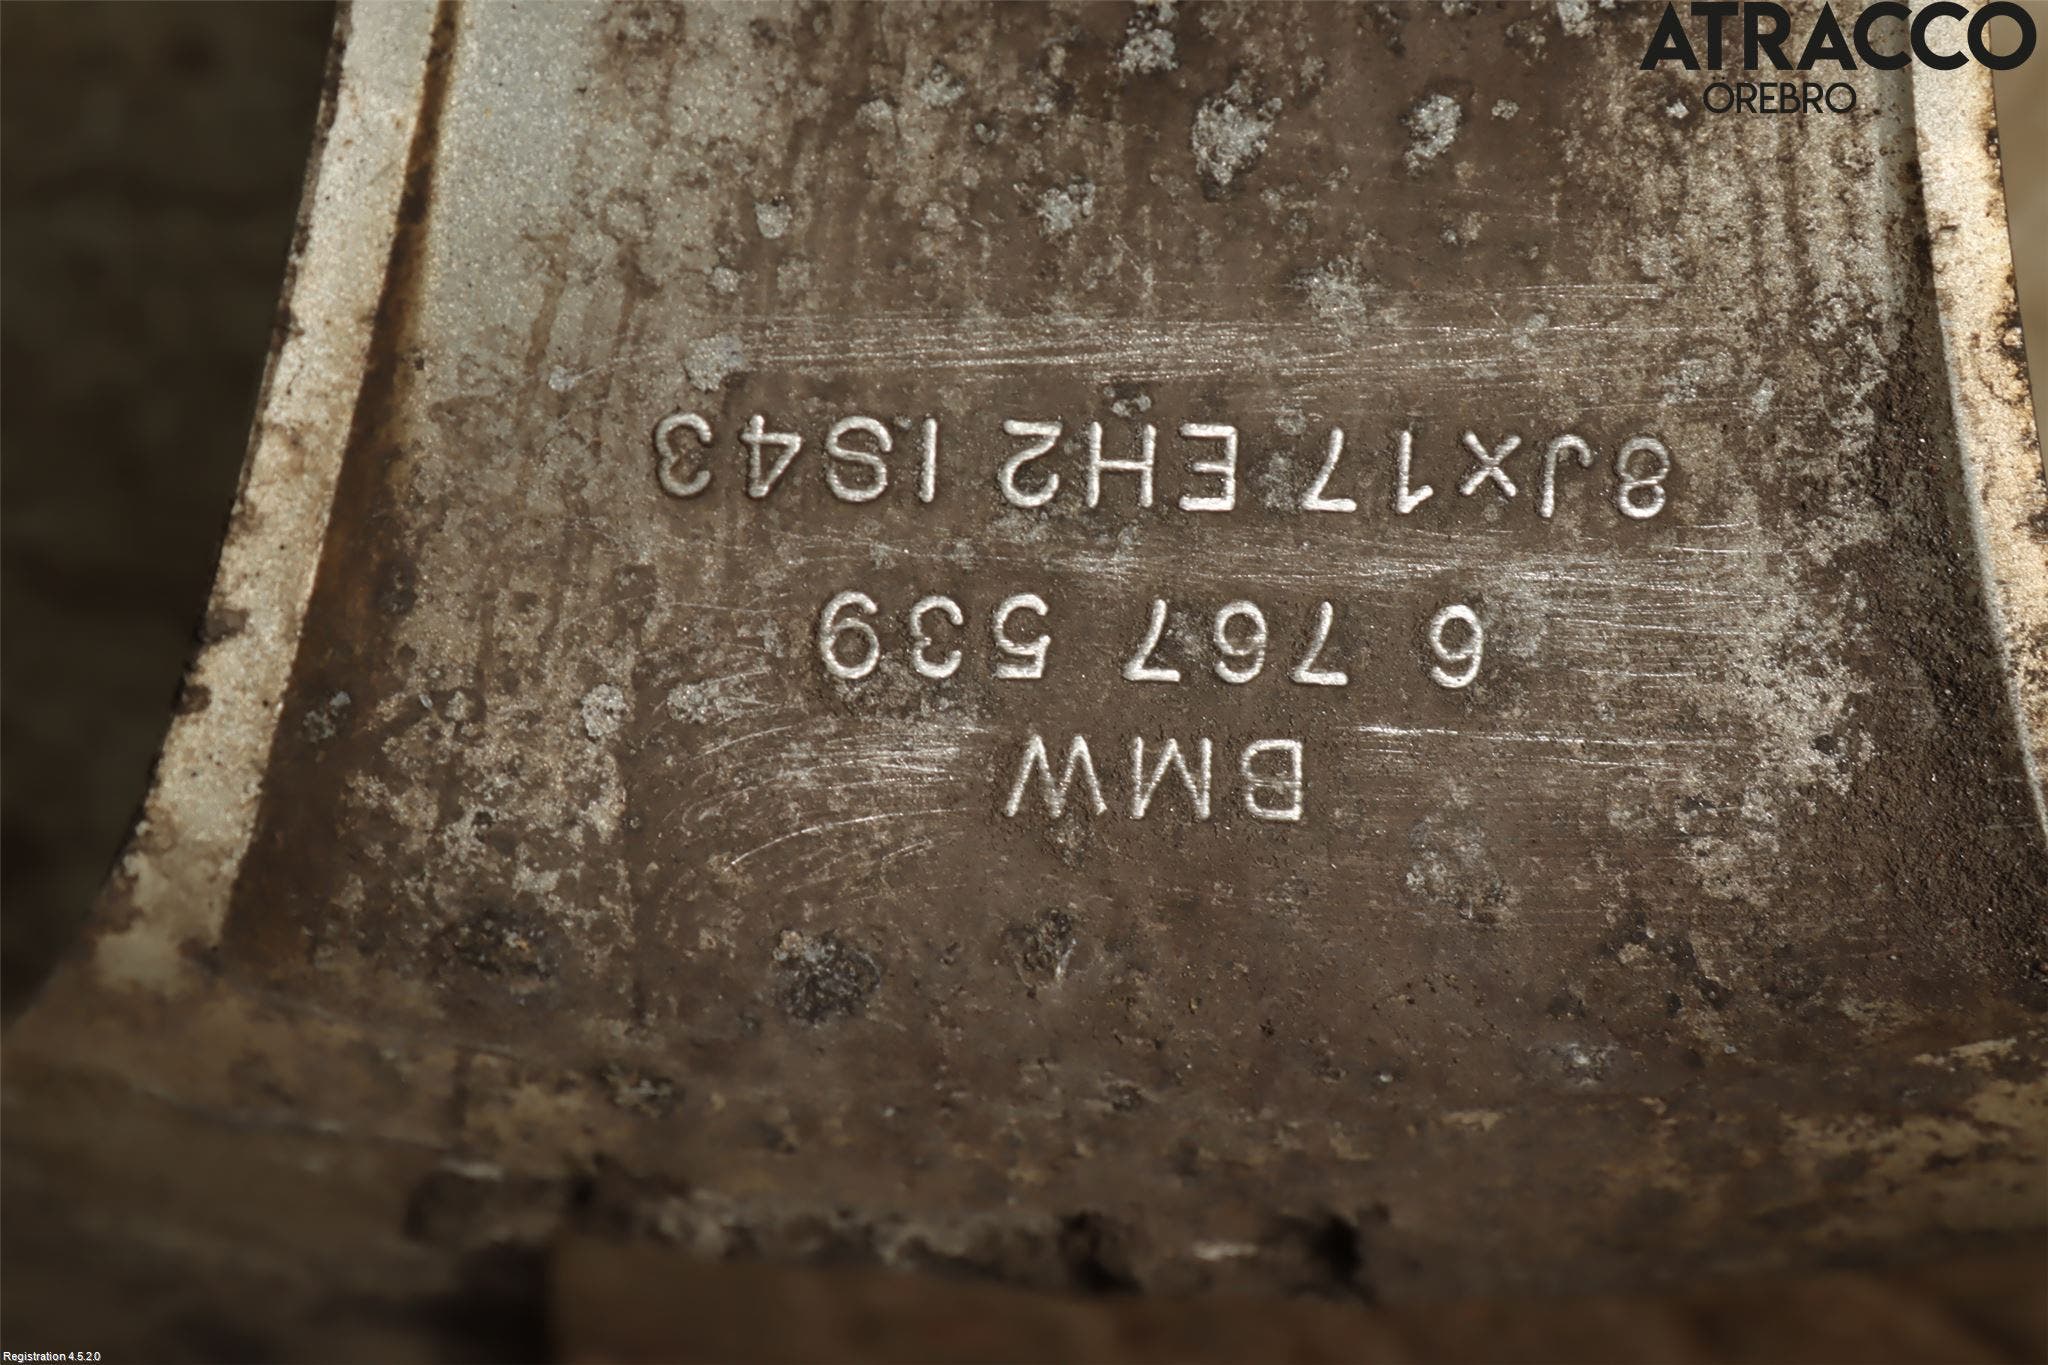 ATRACCO
ÖREBRO
BMW
6 767 539
8Jx17 EH2 IS43
Registration 4.5.2.0